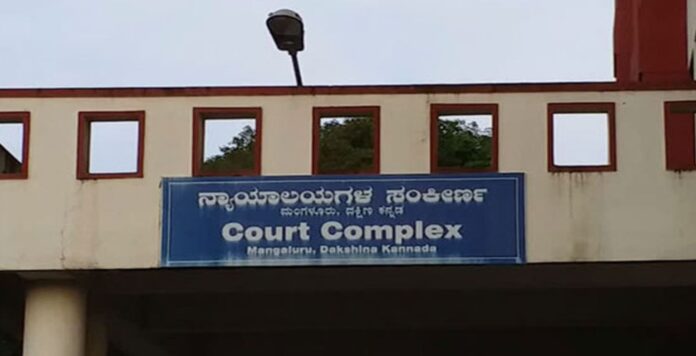 ನ್ಯಾಯಾಲಯಗಳ ಸಂಕೀರ್ಣ
ಮಂಗಳೂರು, ದಕ್ಷಿಣ ಕನ್ನಡ
Court Complex
Mangaluru, Dakshina Kannada